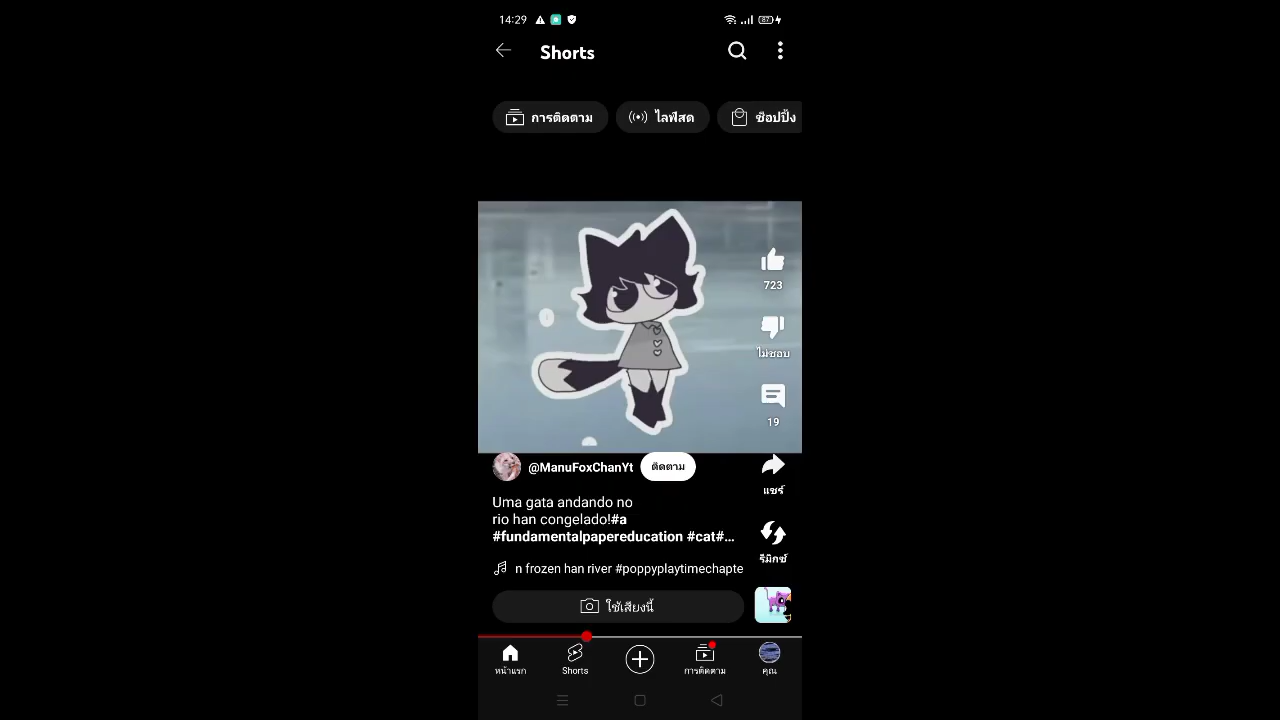 14:29
87
Shorts
การติดตาม
ไลฟ์สด
ช็อปปิ้ง
723
ไม่ชอบ
19
@ManuFoxChanYt
ติดตาม
แชร์
Uma gata andando no
rio han congelado!#a
#fundamentalpapereducation #cat#...
รีมิกซ์
n frozen han river #poppyplaytimechapte
ใช้เสียงนี้
หน้าแรก
Shorts
การติดตาม
คุณ